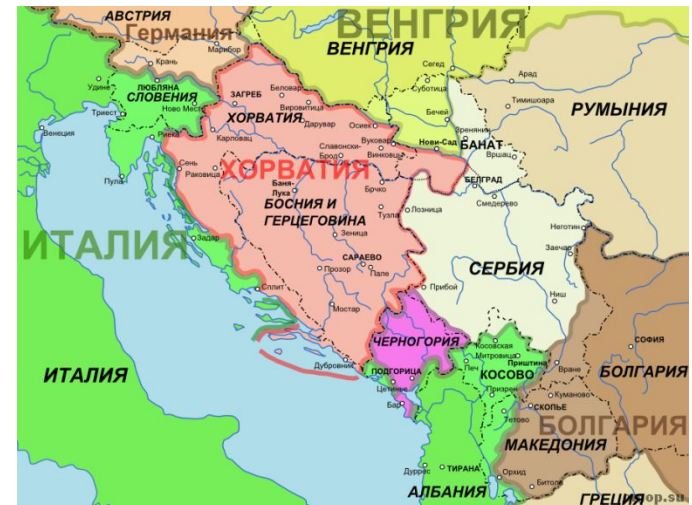 АВСТРИЯ
Германия
ВЕНГРИЯ
ВЕНГРИЯ
Марибор
Крань
Сегед
Арад
ЛЮБЛЯНА
СЛОВЕНИЯ
Удине
Ново Место
Триест
Венеция
Беловар
ЗАГРЕБ
Вировитица
ХОРВАТИЯ
Дарувар
Осиек
Суботица
Бечей
Тимишоара
РУМЫНИЯ
Риека
Карловац
Славонски-
Брод
Вуковар
Винковцы
Нови-Сад
Зренянин
БАНАТ
Вршац
Сень
Раковица
ХОРВАТИЯ
Пула
Баня-
Лука
БОСНИЯ И
ГЕРЦЕГОВИНА
Брчко
Тузла
Лозница
БЕЛГРАД
Смедерево
Неготин
Заечар
ИТАЛИЯ
Задар
Зеница
САРАЕВО
Прозор
Пале
Прибой
СЕРБИЯ
Ниш
Сплит
Мостар
ЧЕРНОГОРИЯ
Косовская
Митровица
Приштина
СОФИЯ
ИТАЛИЯ
Дубровник
ПОДГОРИЦА
Цетинье
Печ
КОСОВО
Призрен
Вране
БОЛГАРИЯ
Бар
Куманово
СКОПЬЕ
Тетово
БОЛГАРИЯ
МАКЕДОНИЯ
Дуррес
ТИРАНА
АЛБАНИЯ
Охрид
Битола
ГРЕЦИЯ